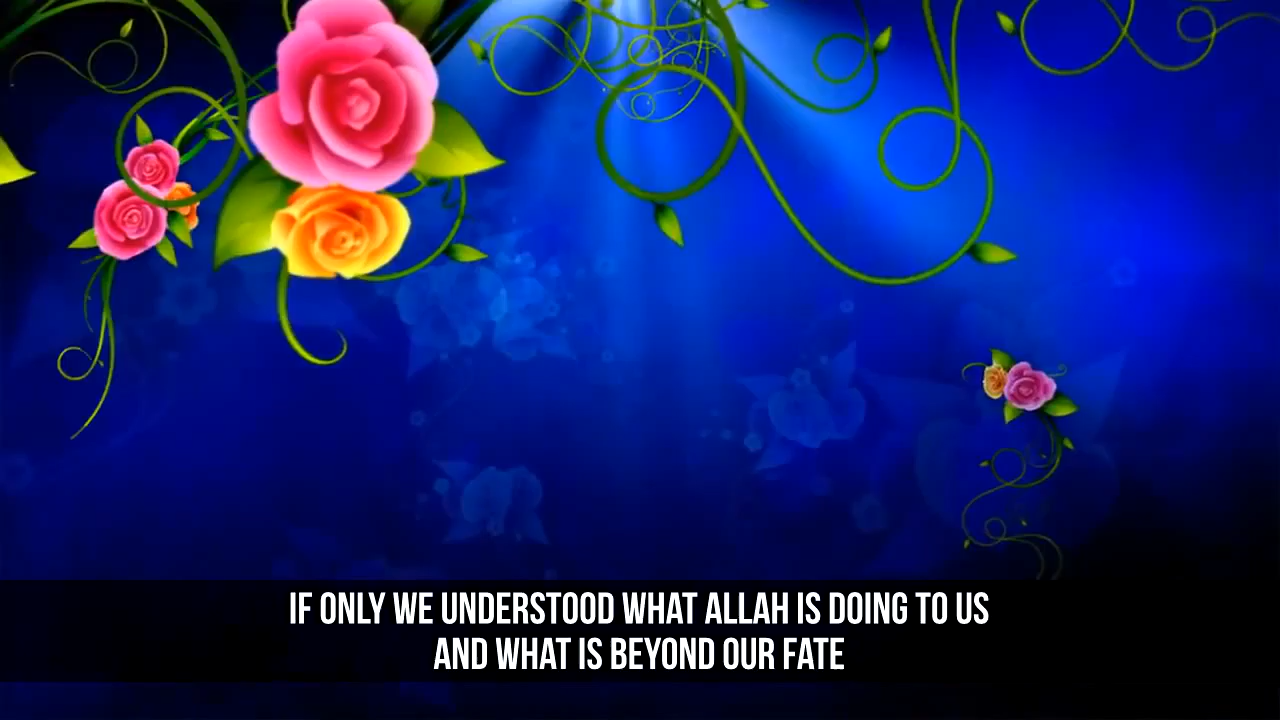 IF ONLY WE UNDERSTOOD WHAT ALLAH IS DOING TO US
AND WHAT IS BEYOND OUR FATE